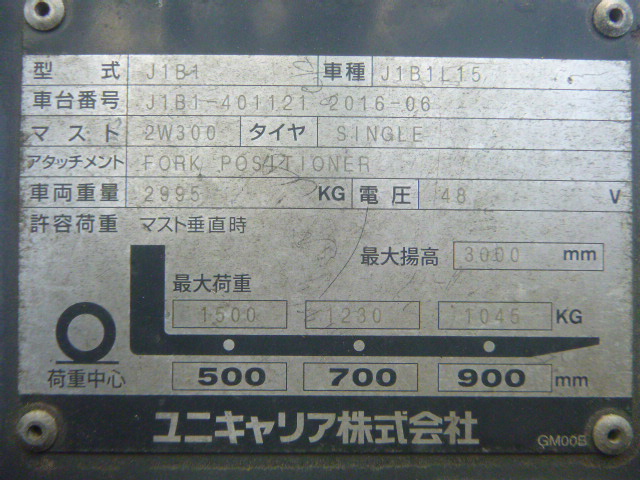 型式 J1B1 車種 J1B1L15
車台番号 J1B1-401121 2016-06
マスト 2W300 タイヤ SINGLE
アタッチメント FORK POSITIONER
車両重量 2995 KG 電圧 48 V
許容荷重 マスト垂直時
最大揚高 3000 mm
最大荷重
1500 1230 1045 KG
荷重中心 500 700 900 mm
ユニキャリア株式会社
GM00B